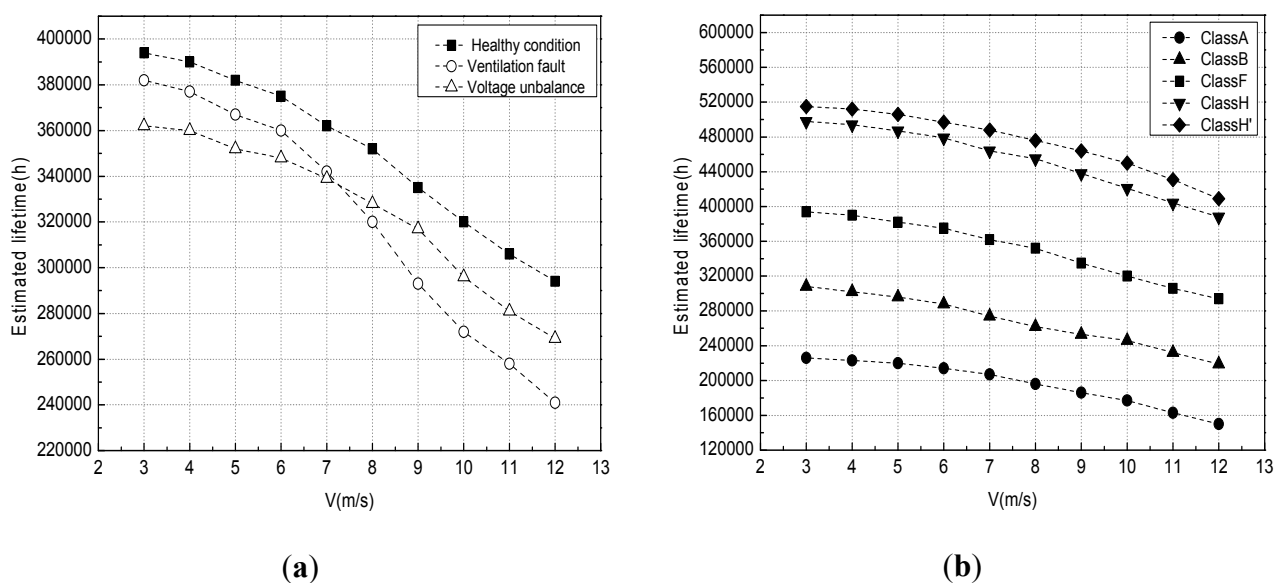 400000
380000
360000
340000
320000
300000
280000
260000
240000
220000
Estimated lifetime(h)
Healthy condition
Ventilation fault
Voltage unbalance
2 3 4 5 6 7 8 9 10 11 12 13
V(m/s)
(a)
600000
560000
520000
480000
440000
400000
360000
320000
280000
240000
200000
160000
120000
Estimated lifetime(h)
ClassA
ClassB
ClassF
ClassH
ClassH'
2 3 4 5 6 7 8 9 10 11 12 13
V(m/s)
(b)